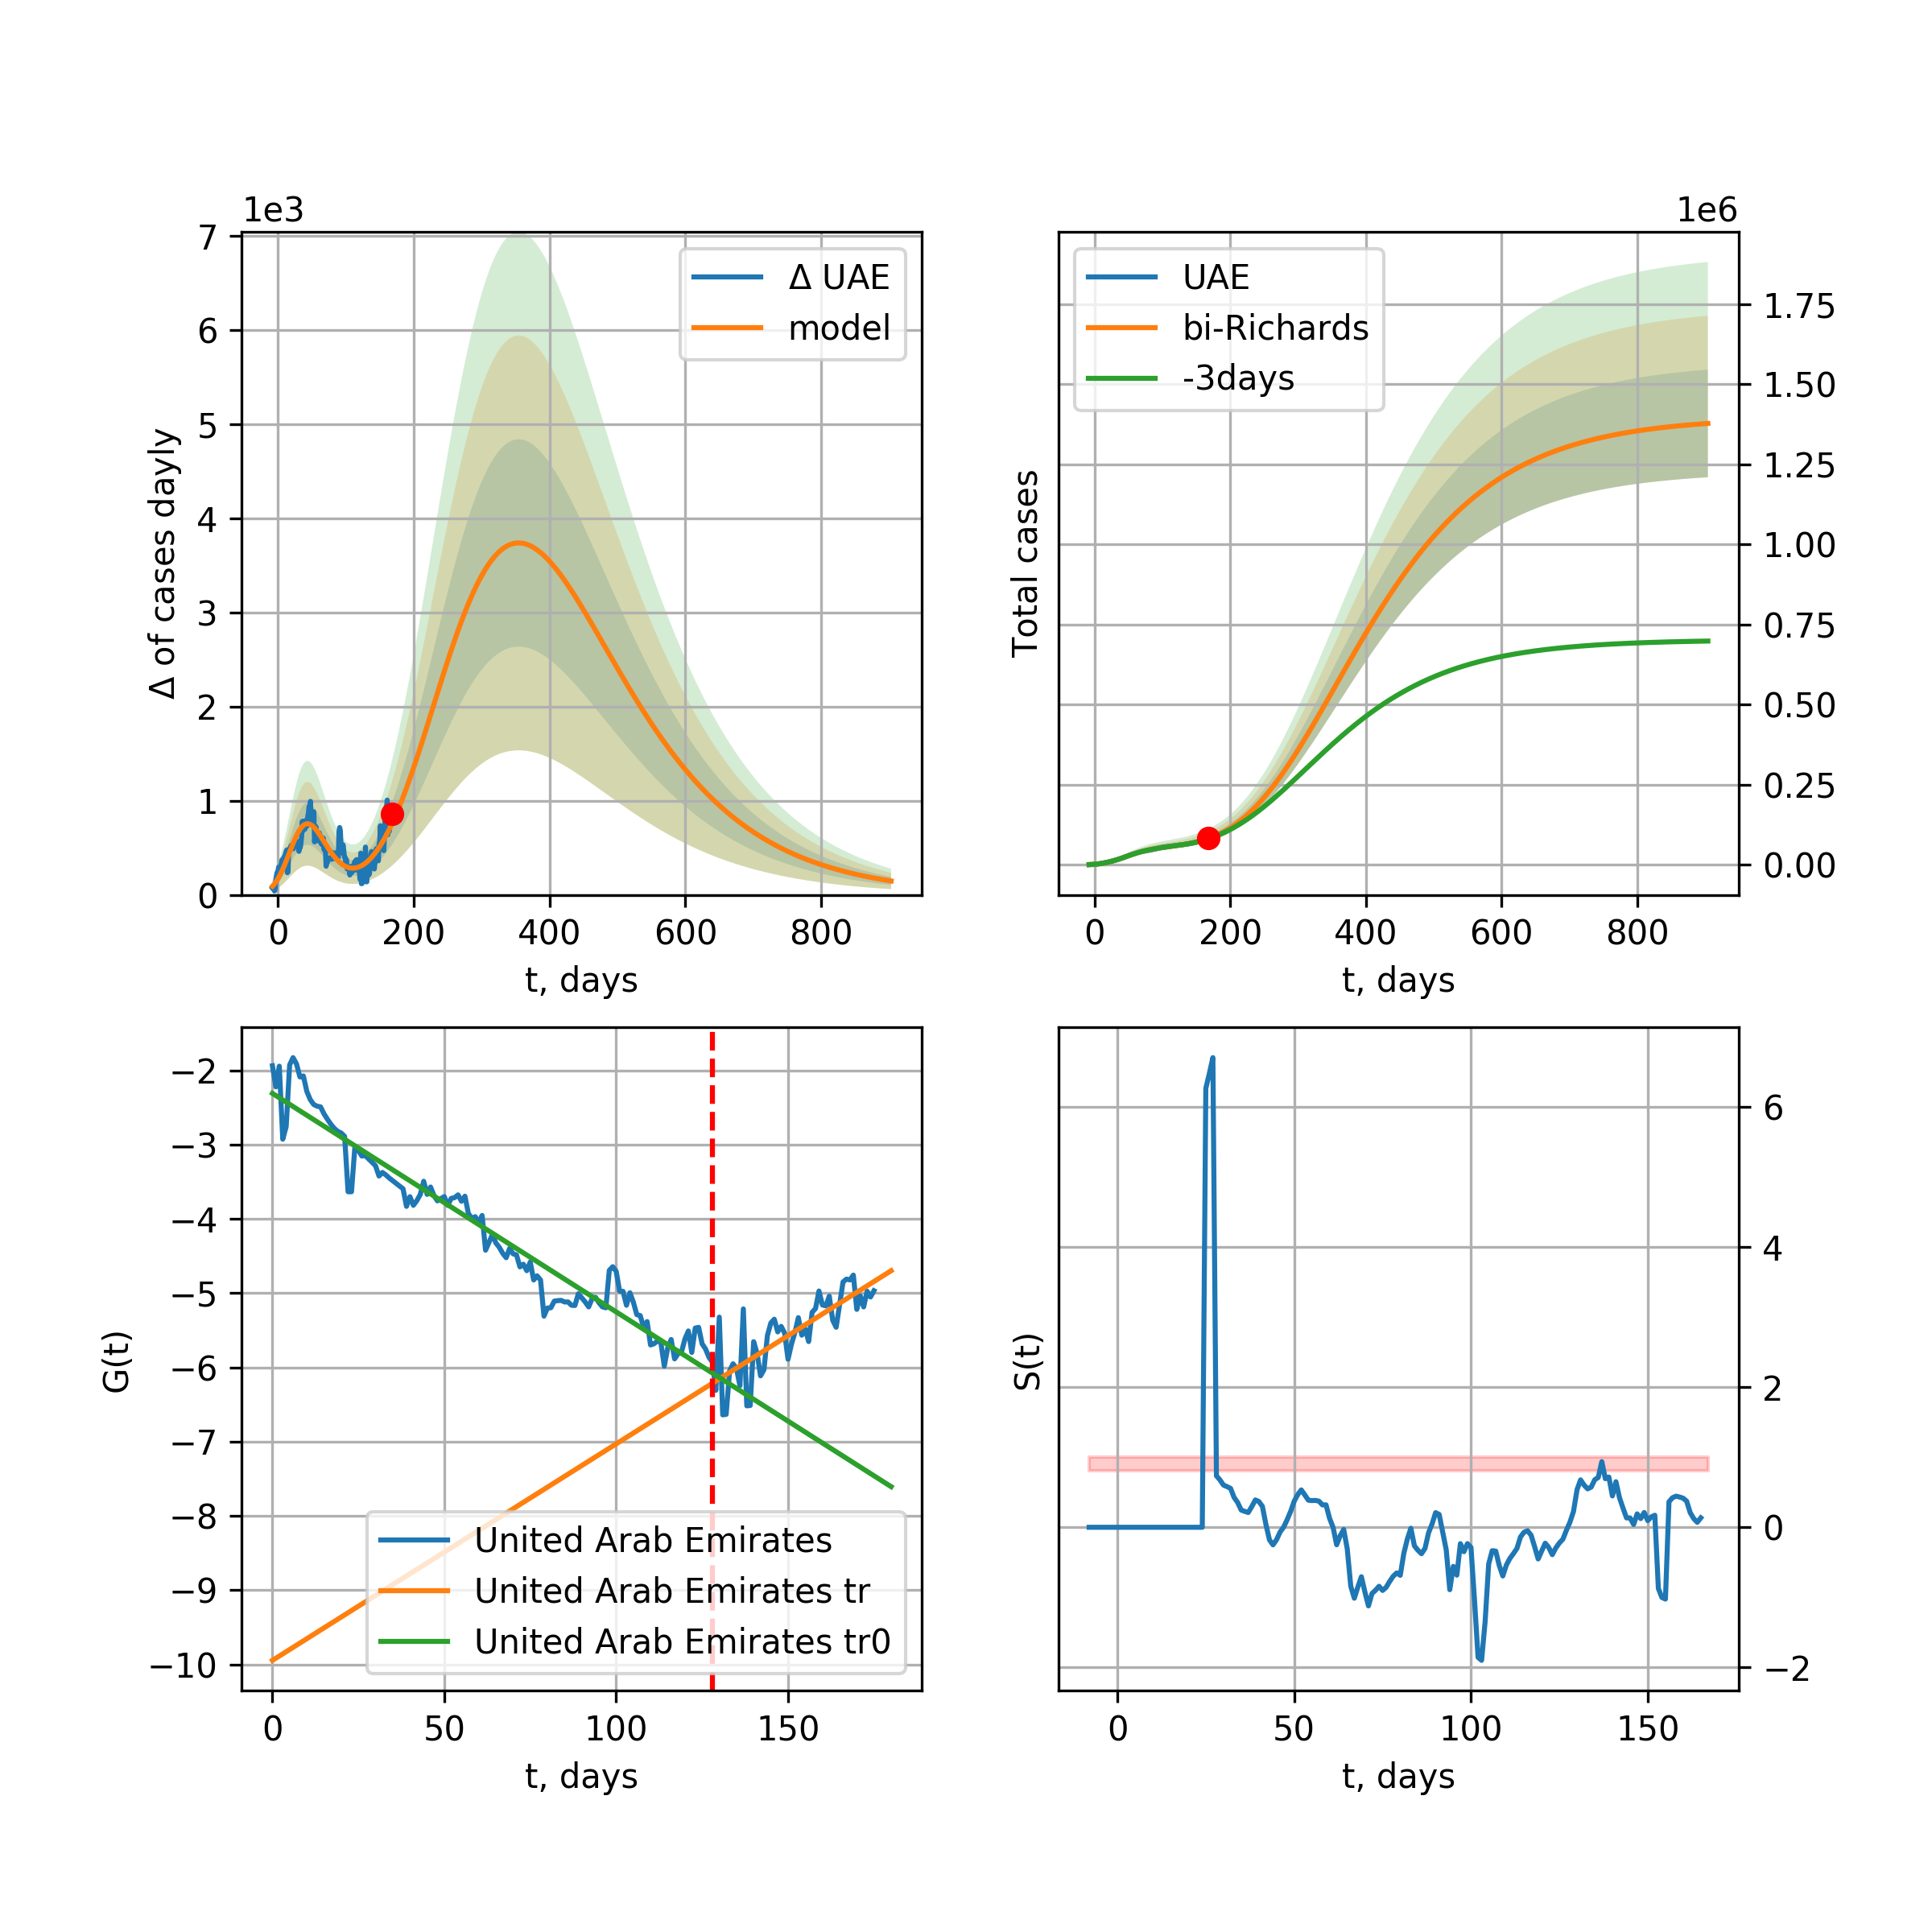 1e3
7
6
5
4
3
2
1
0
Δ of cases dayly
Δ UAE
model
0 200 400 600 800
t, days
1e6
UAE
bi-Richards
-3days
Total cases
1.75
1.50
1.25
1.00
0.75
0.50
0.25
0.00
0 200 400 600 800
t, days
−2
−3
−4
−5
−6
−7
−8
−9
−10
G(t)
United Arab Emirates
United Arab Emirates tr
United Arab Emirates tr0
0 50 100 150
t, days
S(t)
6
4
2
0
−2
0 50 100 150
t, days